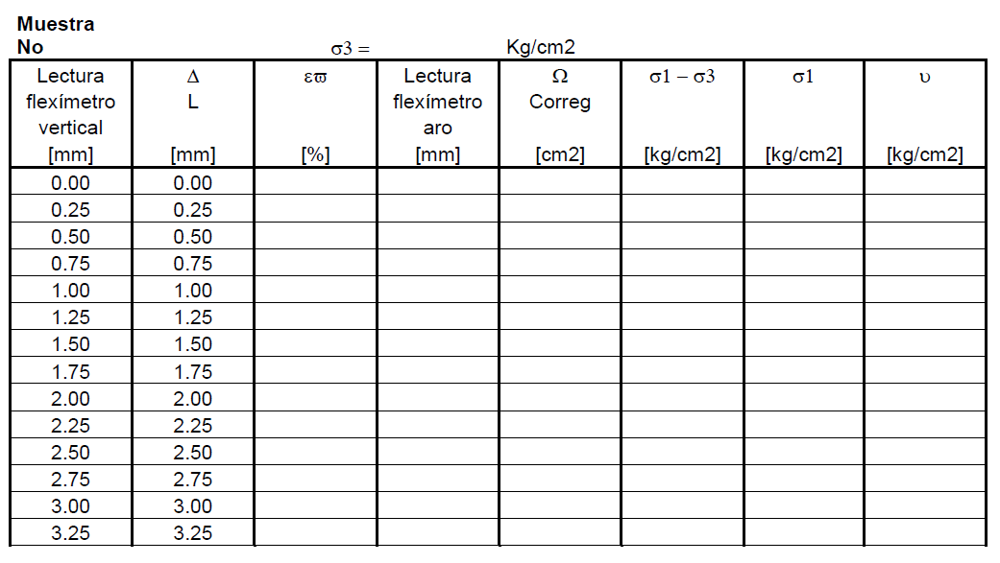 Muestra
No σ3 = Kg/cm2
Lectura Δ εϖ Lectura Ω σ1 – σ3 σ1 υ
flexímetro L flexímetro Correg
vertical aro
[mm] [mm] [%] [mm] [cm2] [kg/cm2] [kg/cm2] [kg/cm2]
0.00 0.00
0.25 0.25
0.50 0.50
0.75 0.75
1.00 1.00
1.25 1.25
1.50 1.50
1.75 1.75
2.00 2.00
2.25 2.25
2.50 2.50
2.75 2.75
3.00 3.00
3.25 3.25